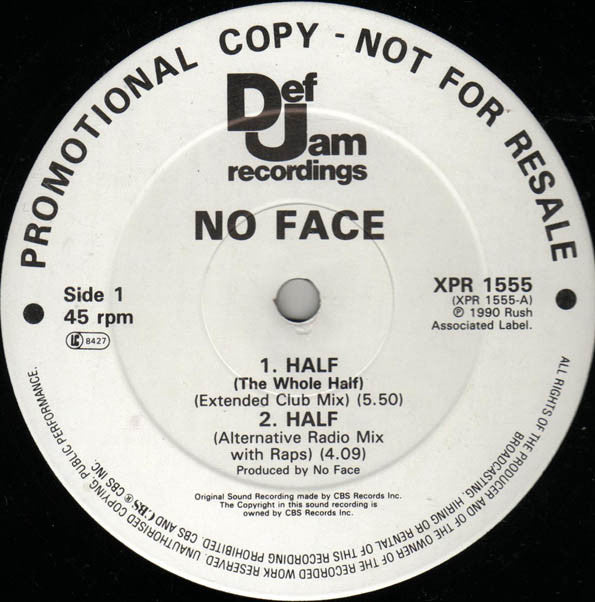 PROMOTIONAL COPY - NOT FOR RESALE
Def
Jam
recordings
NO FACE
Side 1
45 rpm
LC 8427
XPR 1555
(XPR 1555-A)
℗ 1990 Rush
Associated Label.
1. HALF
(The Whole Half)
(Extended Club Mix) (5.50)
2. HALF
(Alternative Radio Mix
with Raps) (4.09)
Produced by No Face
Original Sound Recording made by CBS Records Inc.
The Copyright in this sound recording is
owned by CBS Records Inc.
ALL RIGHTS OF THE PRODUCER AND OF THE OWNER OF THE RECORDED WORK RESERVED. UNAUTHORISED COPYING, PUBLIC PERFORMANCE,
BROADCASTING, HIRING OR RENTAL OF THIS RECORDING PROHIBITED CBS AND CBS ® CBS INC.